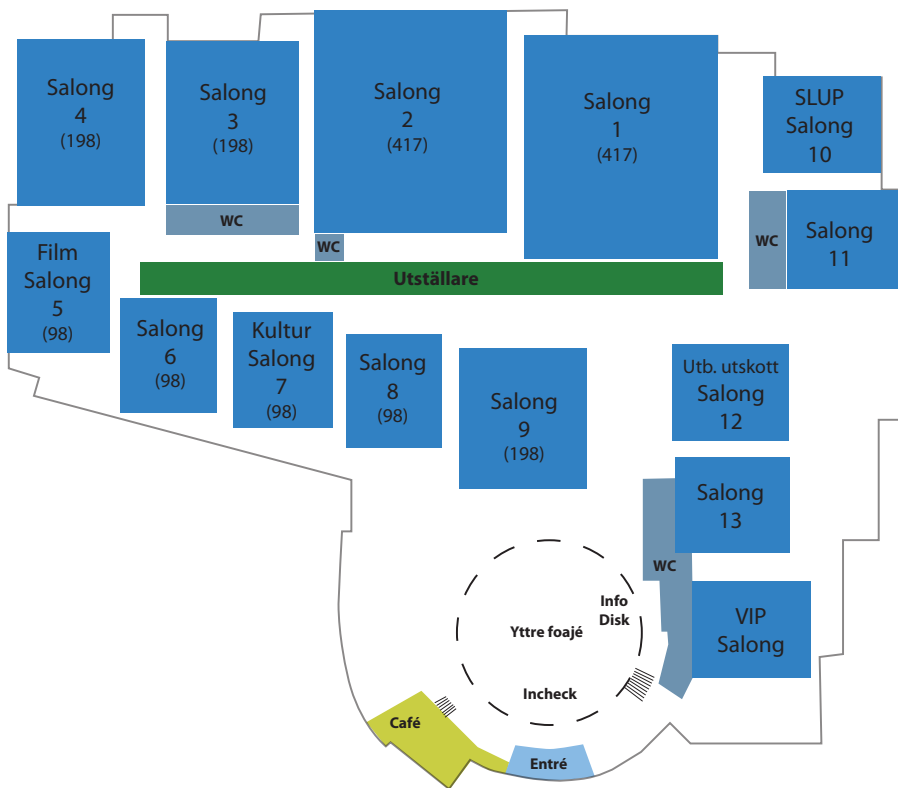 Salong
4
(198)
Salong
3
(198)
Salong
2
(417)
Salong
1
(417)
SLUP
Salong
10
WC
WC
WC
Salong
11
Film
Salong
5
(98)
Utställare
Salong
6
(98)
Kultur
Salong
7
(98)
Salong
8
(98)
Salong
9
(198)
Utb. utskott
Salong
12
Salong
13
WC
Info
Disk
Yttre foajé
VIP
Salong
Incheck
Café
Entré